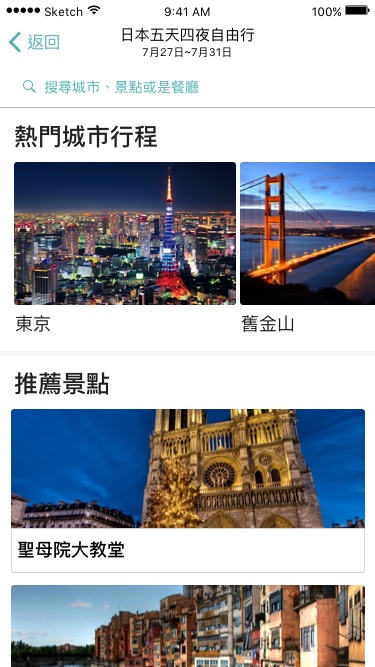 Sketch 9:41 AM 100%
返回 日本五天四夜自由行
7月27日~7月31日
搜尋城市、景點或是餐廳
熱門城市行程
東京 舊金山
推薦景點
聖母院大教堂